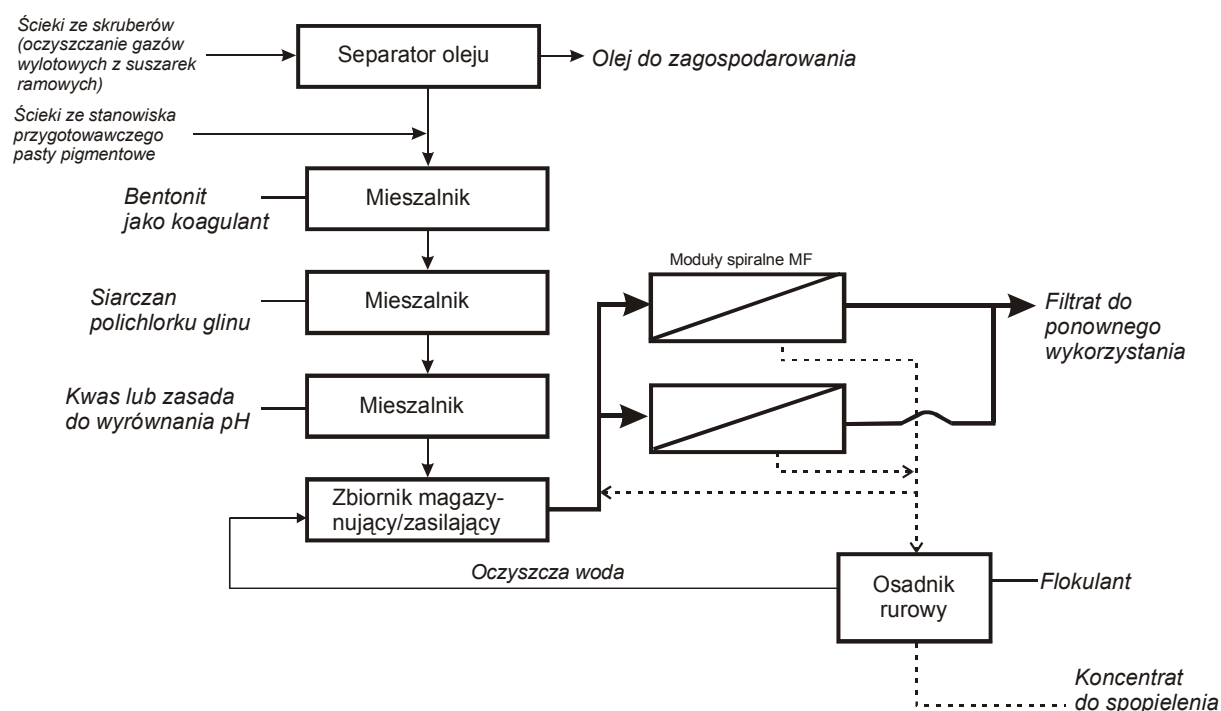 Ścieki ze skruberów
(oczyszczanie gazów
wylotowych z suszarek
ramowych)
Separator oleju
Olej do zagospodarowania
Ścieki ze stanowiska
przygotowawczego
pasty pigmentowe
Bentonit
jako koagulant
Mieszalnik
Siarczan
polichlorku glinu
Mieszalnik
Moduły spiralne MF
Filtrat do
ponownego
wykorzystania
Kwas lub zasada
do wyrównania pH
Mieszalnik
Zbiornik magazy-
nujący/zasilający
Oczyszcza woda
Osadnik
rurowy
Flokulant
Koncentrat
do spopielenia